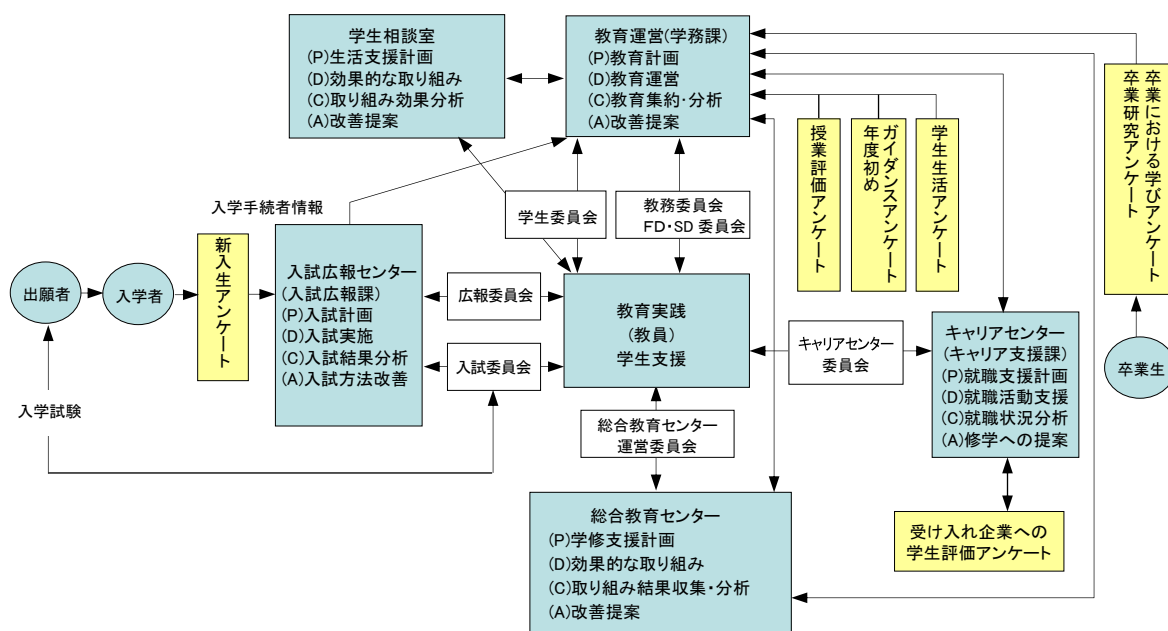 学生相談室
(P)生活支援計画
(D)効果的な取り組み
(C)取り組み効果分析
(A)改善提案
教育運営(学務課)
(P)教育計画
(D)教育運営
(C)教育集約・分析
(A)改善提案
授業評価アンケート
年度初め
ガイダンスアンケート
学生生活アンケート
卒業における学びアンケート
卒業研究アンケート
学生委員会
教務委員会
FD・SD 委員会
入学手続者情報
出願者
入学者
新入生アンケート
入試広報センター
(入試広報課)
(P)入試計画
(D)入試実施
(C)入試結果分析
(A)入試方法改善
広報委員会
入試委員会
教育実践
(教員)
学生支援
キャリアセンター
委員会
キャリアセンター
(キャリア支援課)
(P)就職支援計画
(D)就職活動支援
(C)就職状況分析
(A)修学への提案
卒業生
入学試験
総合教育センター
運営委員会
総合教育センター
(P)学修支援計画
(D)効果的な取り組み
(C)取り組み結果収集・分析
(A)改善提案
受け入れ企業への
学生評価アンケート